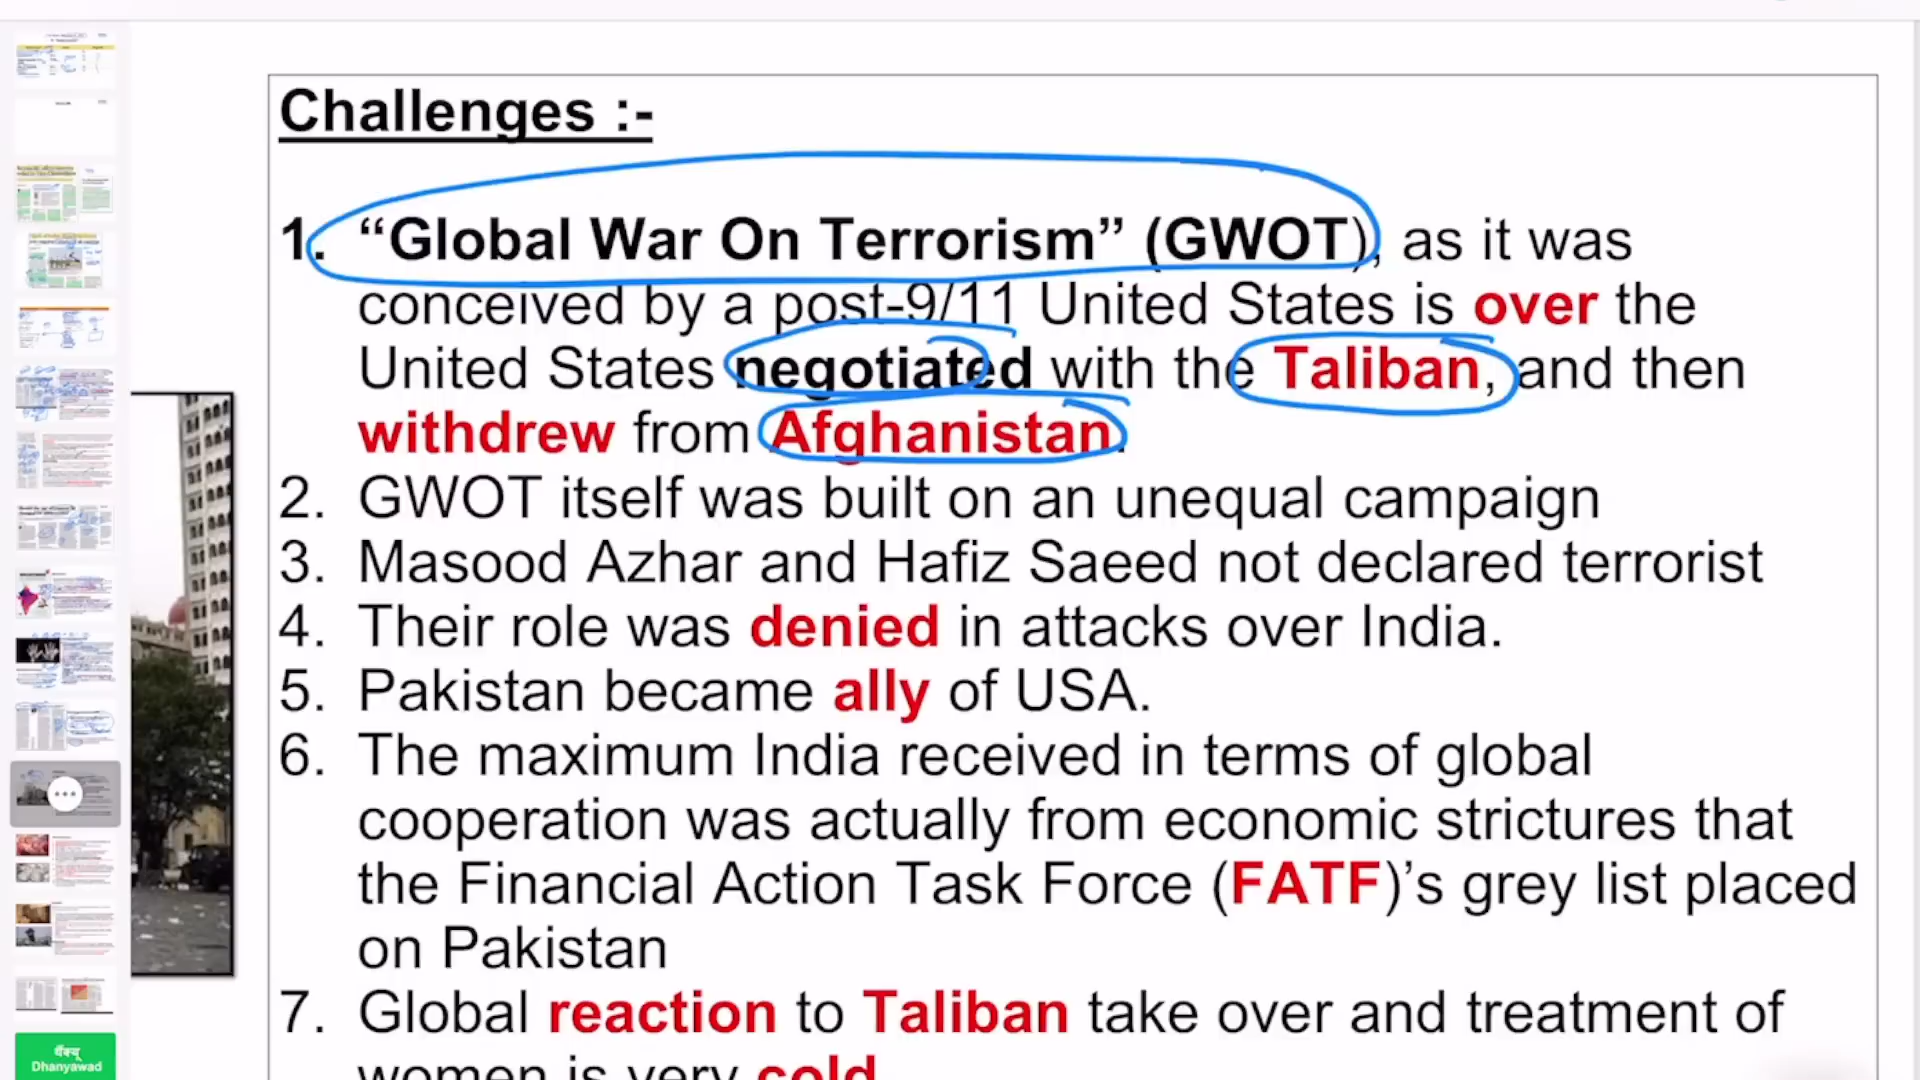 Challenges :-
1. “Global War On Terrorism” (GWOT), as it was
conceived by a post-9/11 United States is over the
United States negotiated with the Taliban, and then
withdrew from Afghanistan.
2. GWOT itself was built on an unequal campaign
3. Masood Azhar and Hafiz Saeed not declared terrorist
4. Their role was denied in attacks over India.
5. Pakistan became ally of USA.
6. The maximum India received in terms of global
cooperation was actually from economic strictures that
the Financial Action Task Force (FATF)’s grey list placed
on Pakistan
7. Global reaction to Taliban take over and treatment of
women is very cold
थैंक्यू
Dhanyawad